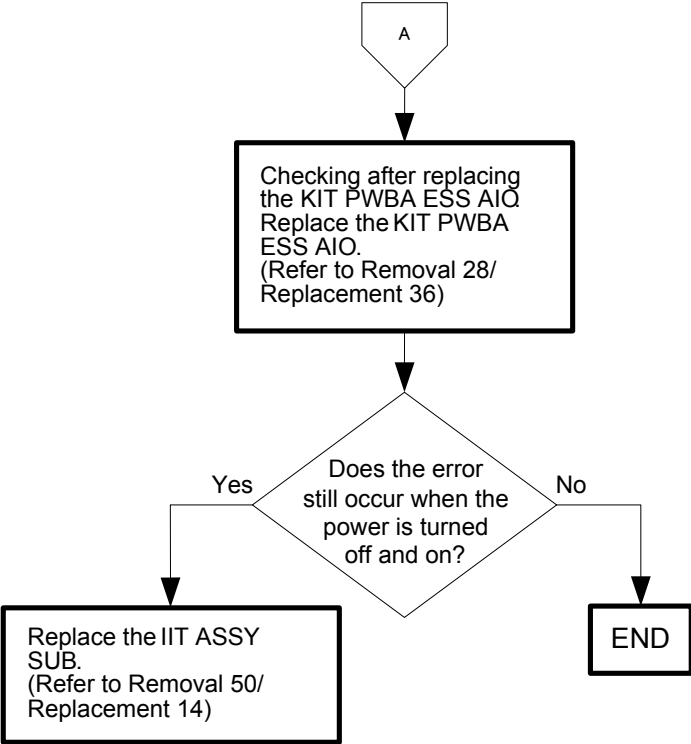 A
Checking after replacing
the KIT PWBA ESS AIO
Replace the KIT PWBA
ESS AIO.
(Refer to Removal 28/
Replacement 36)
Does the error
still occur when the
power is turned
off and on?
Yes
No
Replace the IIT ASSY
SUB.
(Refer to Removal 50/
Replacement 14)
END